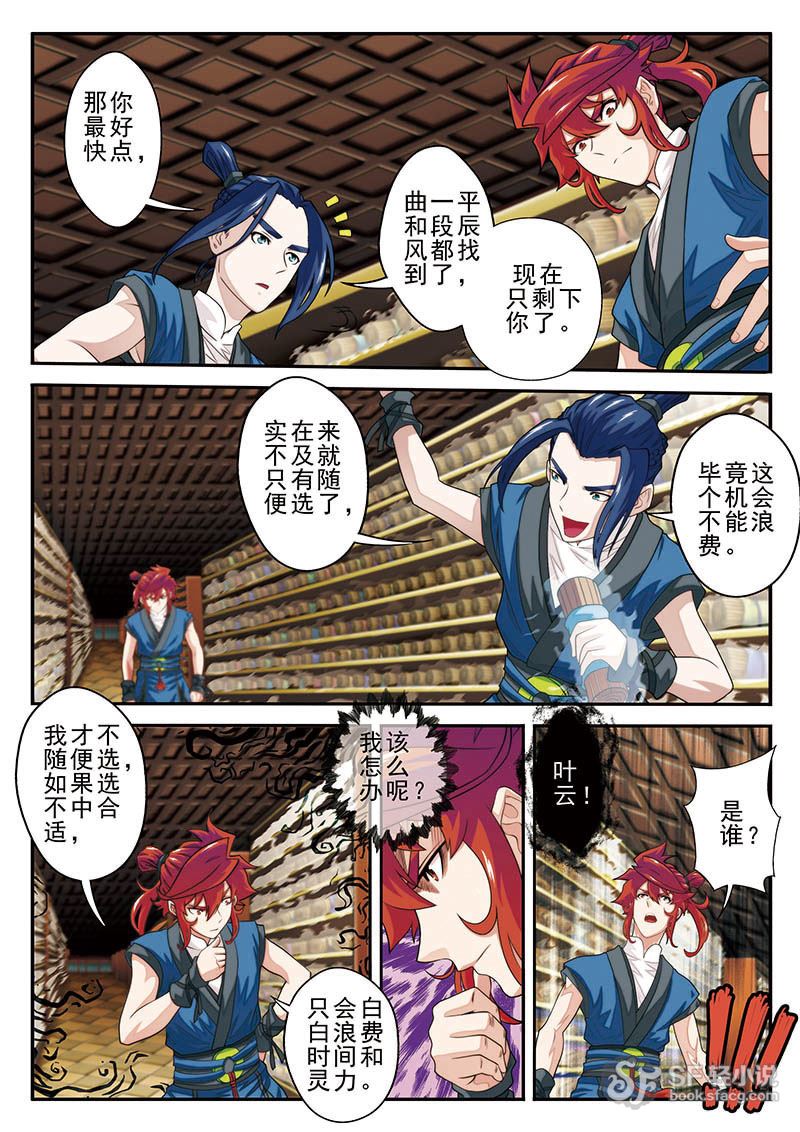 那你
最好
快点，
曲一平
和段辰
风都找
到了，
现在
只剩下
你了。
实在来
不及就
只有随
便选了，
毕竟这
个机会
不能浪
费。
我才不
随便选，
如果选
不中合
适，
只会白
白浪费
时间和
灵力。
我该
怎么
办呢？
叶
云！
是
谁？
!!!!
SF轻小说
book.sfacg.com